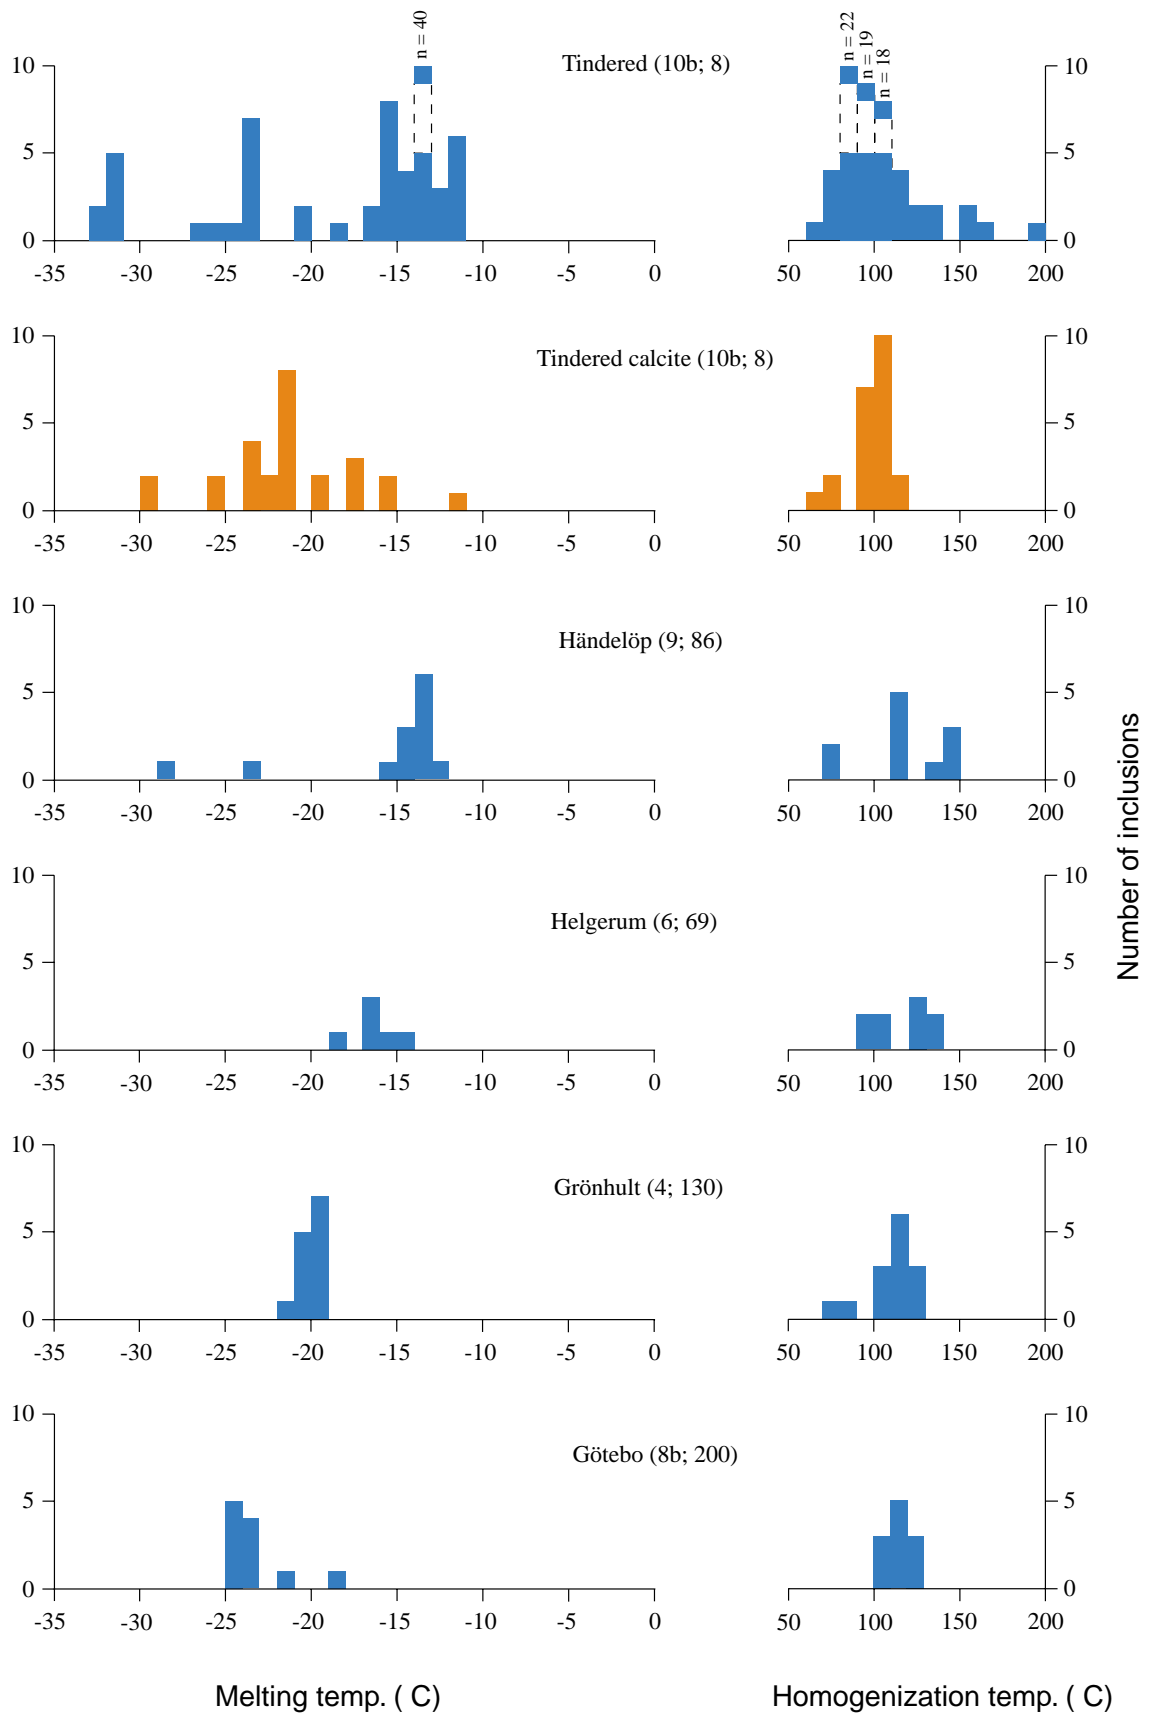 n = 40
n = 22
n = 19
n = 18
Tindered (10b; 8)
10
5
0
10
5
0
-35 -30 -25 -20 -15 -10 -5 0
50 100 150 200
Tindered calcite (10b; 8)
10
5
0
10
5
0
-35 -30 -25 -20 -15 -10 -5 0
50 100 150 200
Händelöp (9; 86)
10
5
0
10
5
0
-35 -30 -25 -20 -15 -10 -5 0
50 100 150 200
Helgerum (6; 69)
10
5
0
10
5
0
-35 -30 -25 -20 -15 -10 -5 0
50 100 150 200
Grönhult (4; 130)
10
5
0
10
5
0
-35 -30 -25 -20 -15 -10 -5 0
50 100 150 200
Götebo (8b; 200)
10
5
0
10
5
0
-35 -30 -25 -20 -15 -10 -5 0
50 100 150 200
Number of inclusions
Melting temp. ( C)
Homogenization temp. ( C)